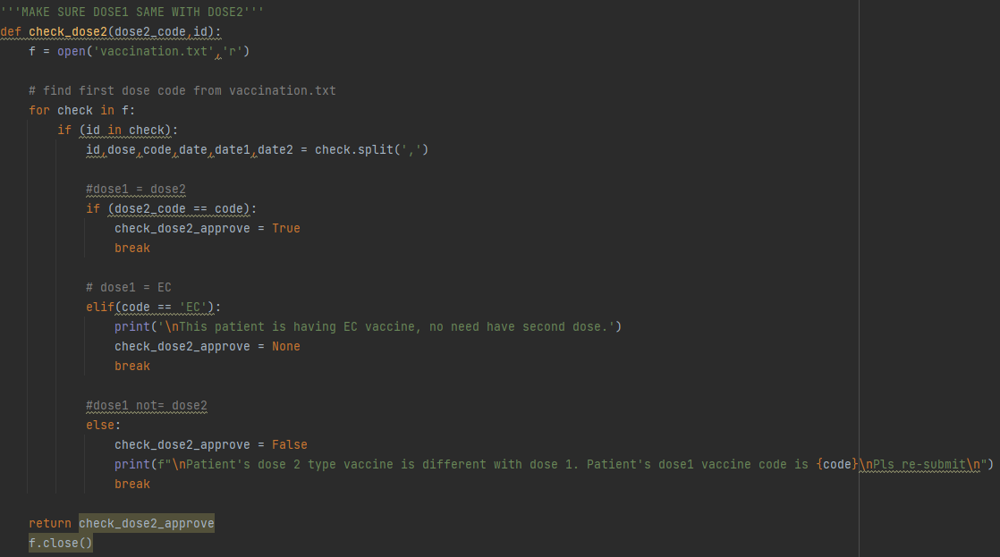 '''MAKE SURE DOSE1 SAME WITH DOSE2'''
def check_dose2(dose2_code,id):
    f = open('vaccination.txt','r')

    # find first dose code from vaccination.txt
    for check in f:
        if (id in check):
            id,dose,code,date,date1,date2 = check.split(',')

            #dose1 = dose2
            if (dose2_code == code):
                check_dose2_approve = True
                break

            # dose1 = EC
            elif(code == 'EC'):
                print('\nThis patient is having EC vaccine, no need have second dose.')
                check_dose2_approve = None
                break

            #dose1 not= dose2
            else:
                check_dose2_approve = False
                print(f"\nPatient's dose 2 type vaccine is different with dose 1. Patient's dose1 vaccine code is {code}\nPls re-submit\n")
                break

    return check_dose2_approve
    f.close()